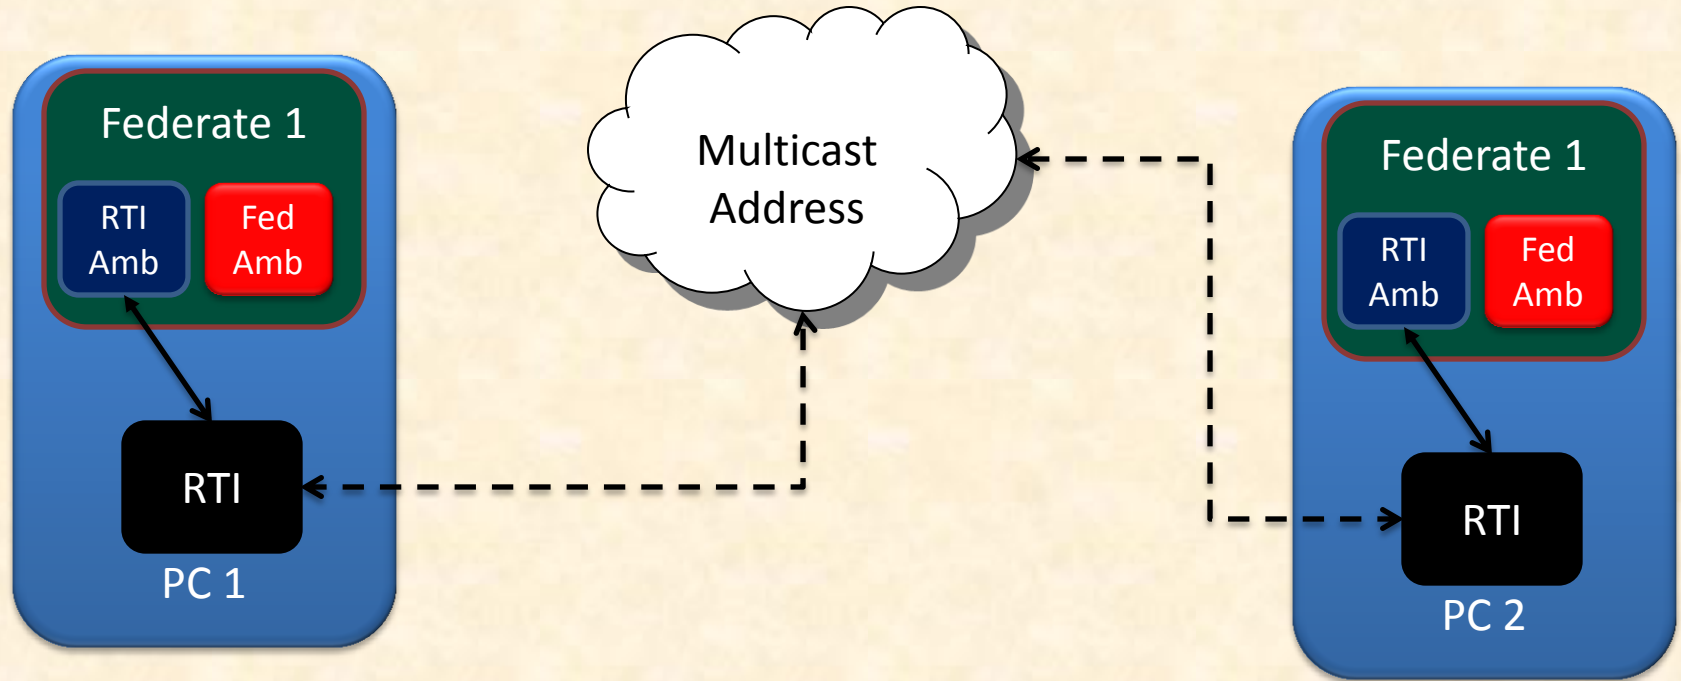 Federate 1
RTI
Amb
Fed
Amb
RTI
PC 1
Multicast
Address
Federate 1
RTI
Amb
Fed
Amb
RTI
PC 2